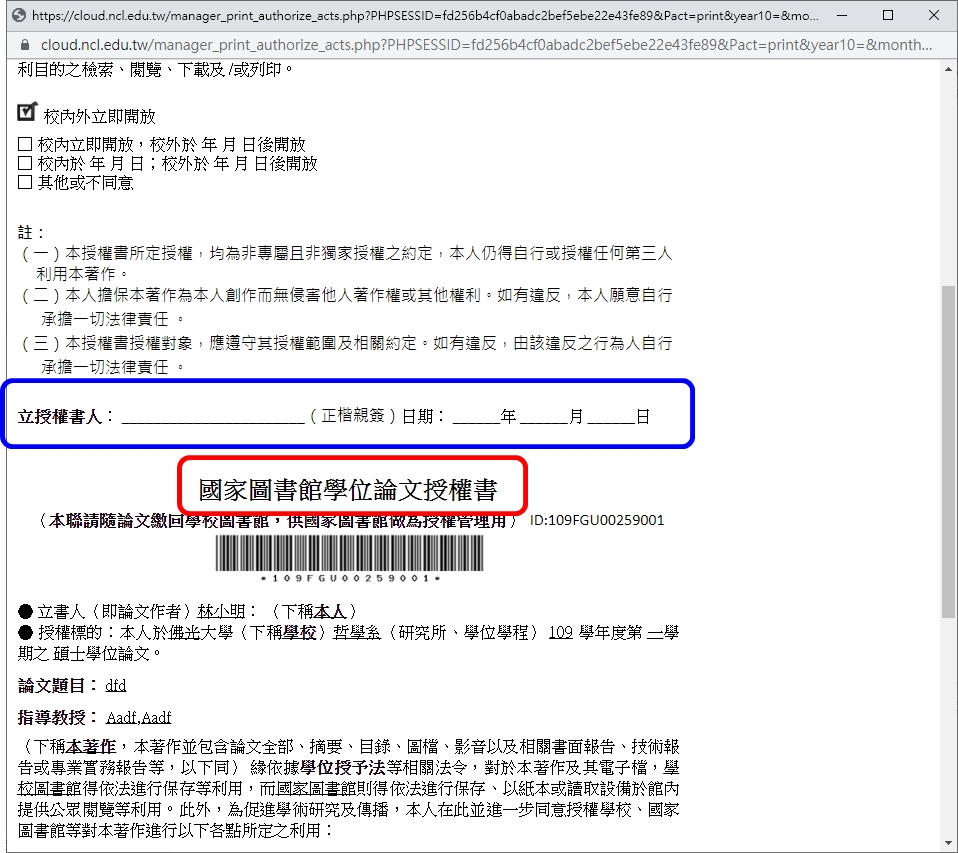 https://cloud.ncl.edu.tw/manager_print_authorize_acts.php?PHPSESSID=fd256b4cf0abadc2bef5ebe22e43fe89&Pact=print&year10=&mo...
cloud.ncl.edu.tw/manager_print_authorize_acts.php?PHPSESSID=fd256b4cf0abadc2bef5ebe22e43fe89&Pact=print&year10=&month...
利目的之檢索、閱覽、下載及/或列印。
☑ 校內外立即開放
□ 校內立即開放，校外於 年 月 日後開放
□ 校內於 年 月 日；校外於 年 月 日後開放
□ 其他或不同意
註：
（一）本授權書所定授權，均為非專屬且非獨家授權之約定，本人仍得自行或授權任何第三人
利用本著作。
（二）本人擔保本著作為本人創作而無侵害他人著作權或其他權利。如有違反，本人願意自行
承擔一切法律責任 。
（三）本授權書授權對象，應遵守其授權範圍及相關約定。如有違反，由該違反之行為人自行
承擔一切法律責任 。
立授權書人：_______________________（正楷親簽）日期：______年 ______月 ______日
國家圖書館學位論文授權書
（本聯請隨論文繳回學校圖書館，供國家圖書館做為授權管理用） ID:109FGU00259001
*109FGU00259001*
● 立書人（即論文作者）林小明： （下稱本人）
● 授權標的：本人於佛光大學（下稱學校）哲學系（研究所、學位學程） 109 學年度第 一學
期之 碩士學位論文。
論文題目： dfd
指導教授： Aadf,Aadf
（下稱本著作，本著作並包含論文全部、摘要、目錄、圖檔、影音以及相關書面報告、技術報
告或專業實務報告等，以下同） 緣依據學位授予法等相關法令，對於本著作及其電子檔，學
校圖書館得依法進行保存等利用，而國家圖書館則得依法進行保存、以紙本或讀取設備於館內
提供公眾閱覽等利用。此外，為促進學術研究及傳播，本人在此並進一步同意授權學校、國家
圖書館等對本著作進行以下各點所定之利用：